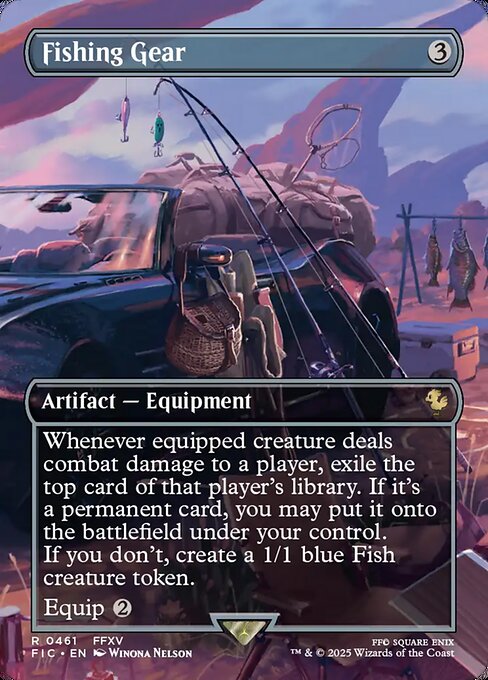 Fishing Gear 3
Artifact — Equipment
Whenever equipped creature deals
combat damage to a player, exile the
top card of that player's library. If it's
a permanent card, you may put it onto
the battlefield under your control.
If you don't, create a 1/1 blue Fish
creature token.
Equip 2
R 0461 FFXV
FIC • EN Winona Nelson
FF© SQUARE ENIX
™ & © 2025 Wizards of the Coast